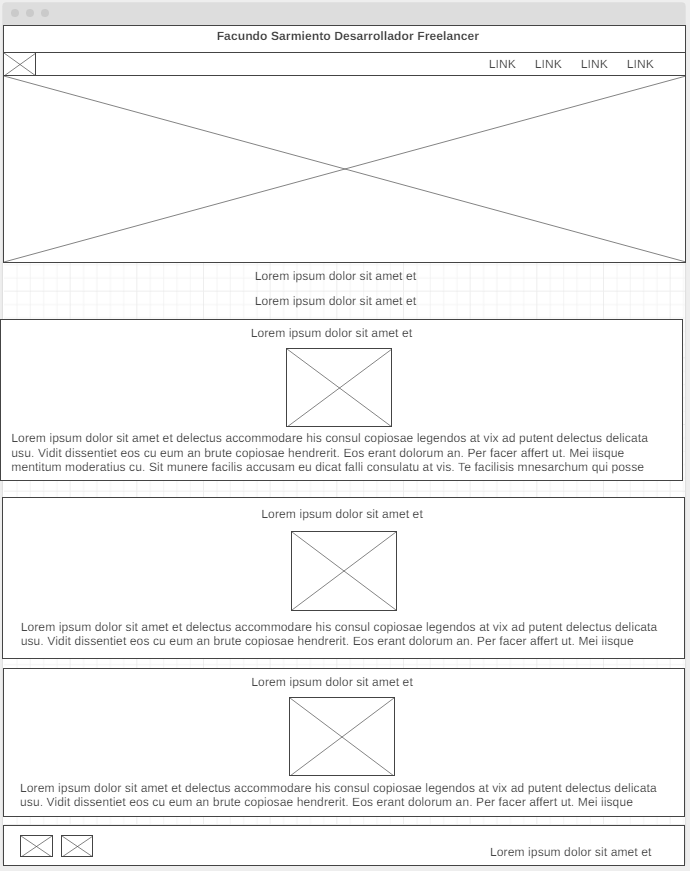 Facundo Sarmiento Desarrollador Freelancer
LINK LINK LINK LINK
Lorem ipsum dolor sit amet et
Lorem ipsum dolor sit amet et
Lorem ipsum dolor sit amet et
Lorem ipsum dolor sit amet et delectus accommodare his consul copiosae legendos at vix ad putent delectus delicata
usu. Vidit dissentiet eos cu eum an brute copiosae hendrerit. Eos erant dolorum an. Per facer affert ut. Mei iisque
mentitum moderatius cu. Sit munere facilis accusam eu dicat falli consulatu at vis. Te facilisis mnesarchum qui posse
Lorem ipsum dolor sit amet et
Lorem ipsum dolor sit amet et delectus accommodare his consul copiosae legendos at vix ad putent delectus delicata
usu. Vidit dissentiet eos cu eum an brute copiosae hendrerit. Eos erant dolorum an. Per facer affert ut. Mei iisque
Lorem ipsum dolor sit amet et
Lorem ipsum dolor sit amet et delectus accommodare his consul copiosae legendos at vix ad putent delectus delicata
usu. Vidit dissentiet eos cu eum an brute copiosae hendrerit. Eos erant dolorum an. Per facer affert ut. Mei iisque
Lorem ipsum dolor sit amet et